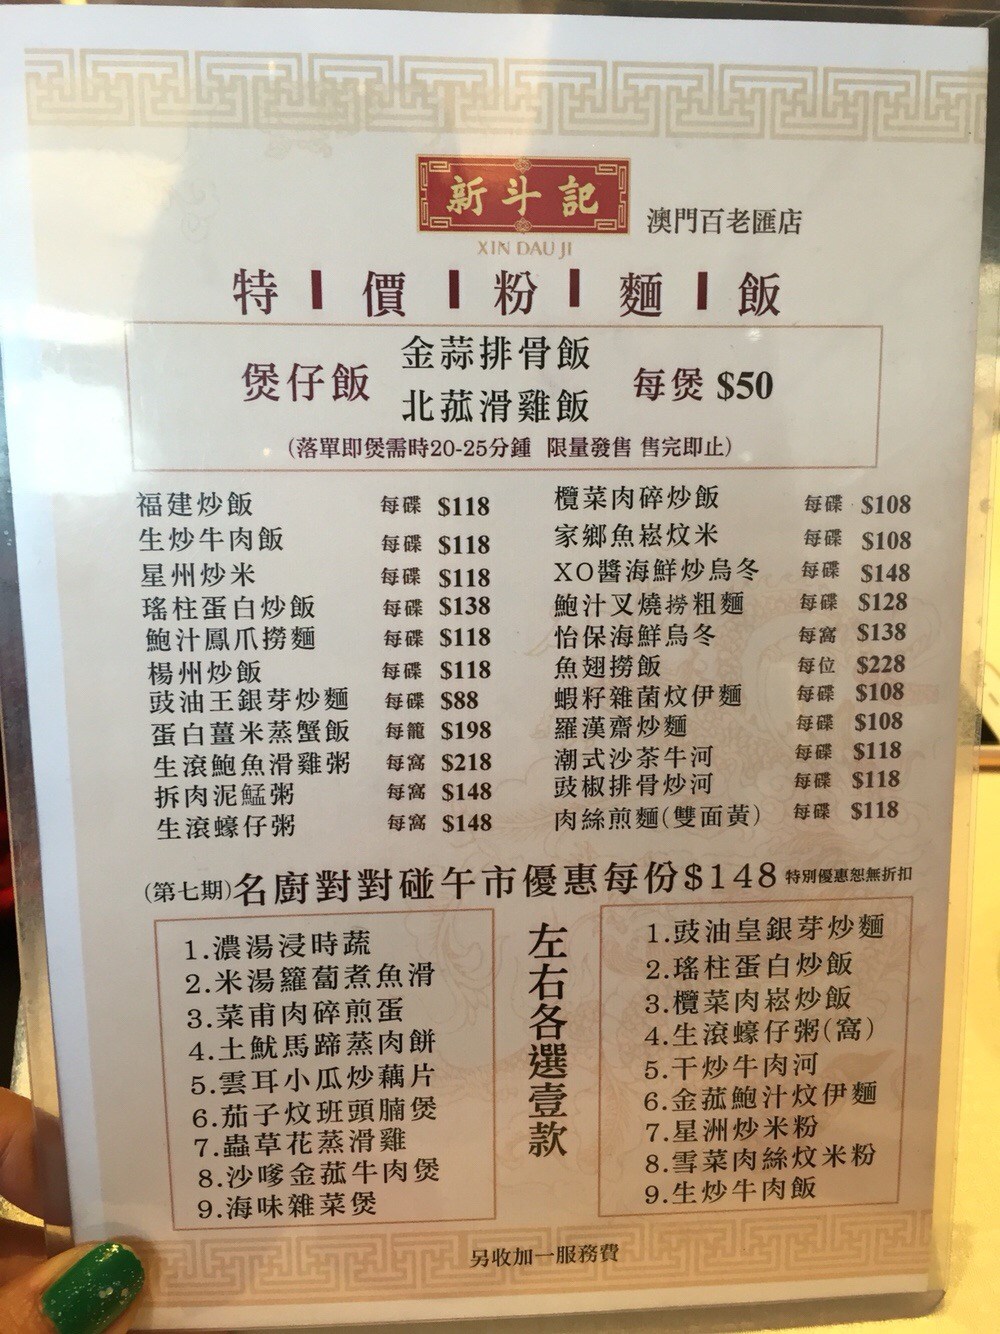 新斗記
XIN DAU JI
澳門百老匯店
特 價 粉 麵 飯
煲仔飯
金蒜排骨飯
北菰滑雞飯
每煲 $50
(落單即煲需時20-25分鍾 限量發售 售完即止)
福建炒飯 每碟 $118
生炒牛肉飯 每碟 $118
星州炒米 每碟 $118
瑤柱蛋白炒飯 每碟 $138
鮑汁鳳爪撈麵 每碟 $118
楊州炒飯 每碟 $118
豉油王銀芽炒麵 每碟 $88
蛋白薑米蒸蟹飯 每籠 $198
生滾鮑魚滑雞粥 每窩 $218
拆肉泥鯭粥 每窩 $148
生滾蠔仔粥 每窩 $148
欖菜肉碎炒飯 每碟 $108
家鄉魚崧炆米 每碟 $108
XO醬海鮮炒烏冬 每碟 $148
鮑汁叉燒撈粗麵 每碟 $128
怡保海鮮烏冬 每窩 $138
魚翅撈飯 每位 $228
蝦籽雜菌炆伊麵 每碟 $108
羅漢齋炒麵 每碟 $108
潮式沙茶牛河 每碟 $118
豉椒排骨炒河 每碟 $118
肉絲煎麵(雙面黃) 每碟 $118
(第七期)名廚對對碰午市優惠每份$148 特別優惠恕無折扣
1.濃湯浸時蔬
2.米湯籮蔔煮魚滑
3.菜甫肉碎煎蛋
4.土魷馬蹄蒸肉餅
5.雲耳小瓜炒藕片
6.茄子炆班頭腩煲
7.蟲草花蒸滑雞
8.沙嗲金菰牛肉煲
9.海味雜菜煲
左右各選壹款
1.豉油皇銀芽炒麵
2.瑤柱蛋白炒飯
3.欖菜肉崧炒飯
4.生滾蠔仔粥(窩)
5.干炒牛肉河
6.金菰鮑汁炆伊麵
7.星洲炒米粉
8.雪菜肉絲炆米粉
9.生炒牛肉飯
另收加一服務費